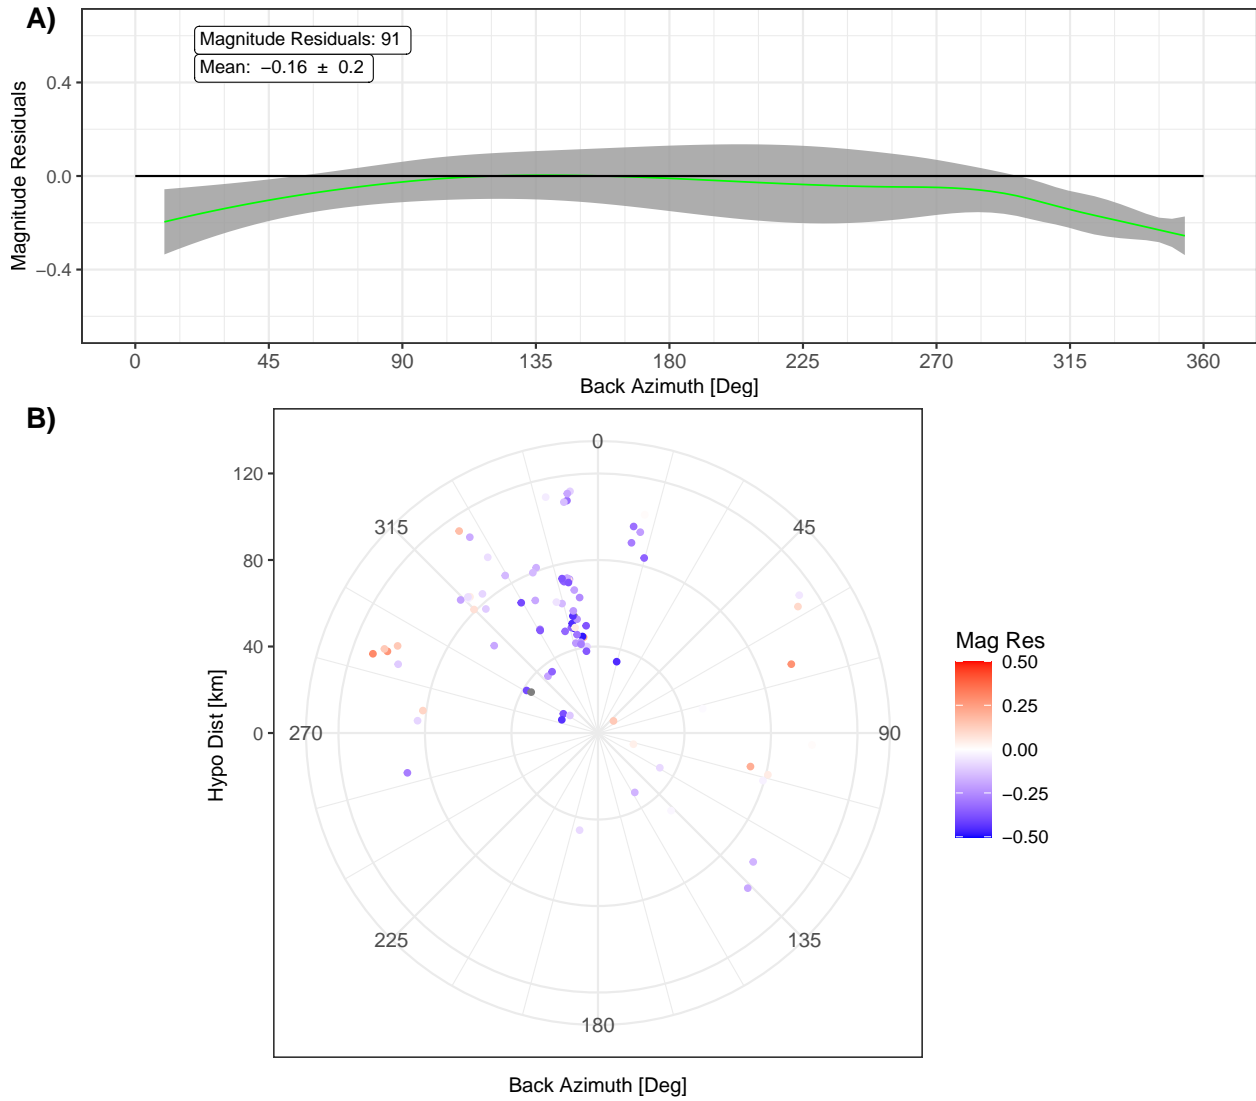 A)
Magnitude Residuals: 91
Mean: −0.16 ± 0.2
Magnitude Residuals
0.4
0.0
−0.4
0 45 90 135 180 225 270 315 360
Back Azimuth [Deg]
B)
Hypo Dist [km]
120
80
40
0
0
45
90
135
180
225
270
315
Back Azimuth [Deg]
Mag Res
0.50
0.25
0.00
−0.25
−0.50